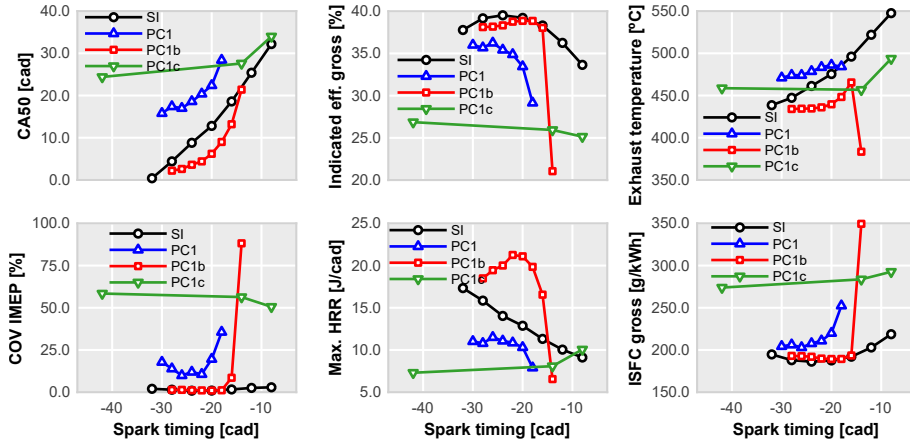 CA50 [cad]
40.0
30.0
20.0
10.0
0.0
SI
PC1
PC1b
PC1c
Indicated eff. gross [%]
40.0
35.0
30.0
25.0
20.0
SI
PC1
PC1b
PC1c
Exhaust temperature [ºC]
550.0
500.0
450.0
400.0
350.0
SI
PC1
PC1b
PC1c
COV IMEP [%]
100.0
75.0
50.0
25.0
0.0
SI
PC1
PC1b
PC1c
-40
-30
-20
-10
Spark timing [cad]
Max. HRR [J/cad]
25.0
20.0
15.0
10.0
5.0
SI
PC1
PC1b
PC1c
-40
-30
-20
-10
Spark timing [cad]
ISFC gross [g/kWh]
350.0
300.0
250.0
200.0
150.0
SI
PC1
PC1b
PC1c
-40
-30
-20
-10
Spark timing [cad]